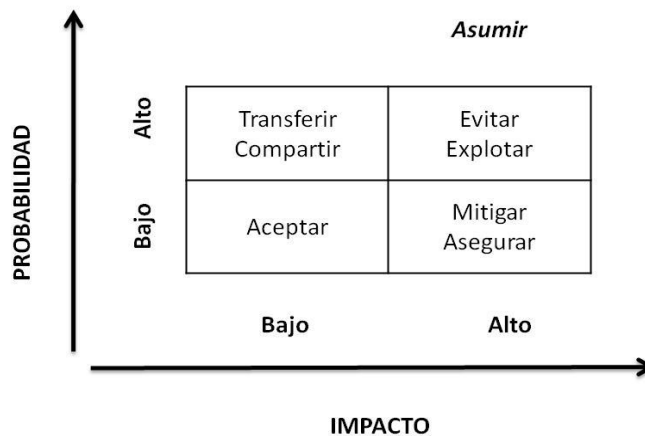 Asumir
PROBABILIDAD
Alto
Transferir
Compartir
Evitar
Explotar
Bajo
Aceptar
Mitigar
Asegurar
Bajo
Alto
IMPACTO